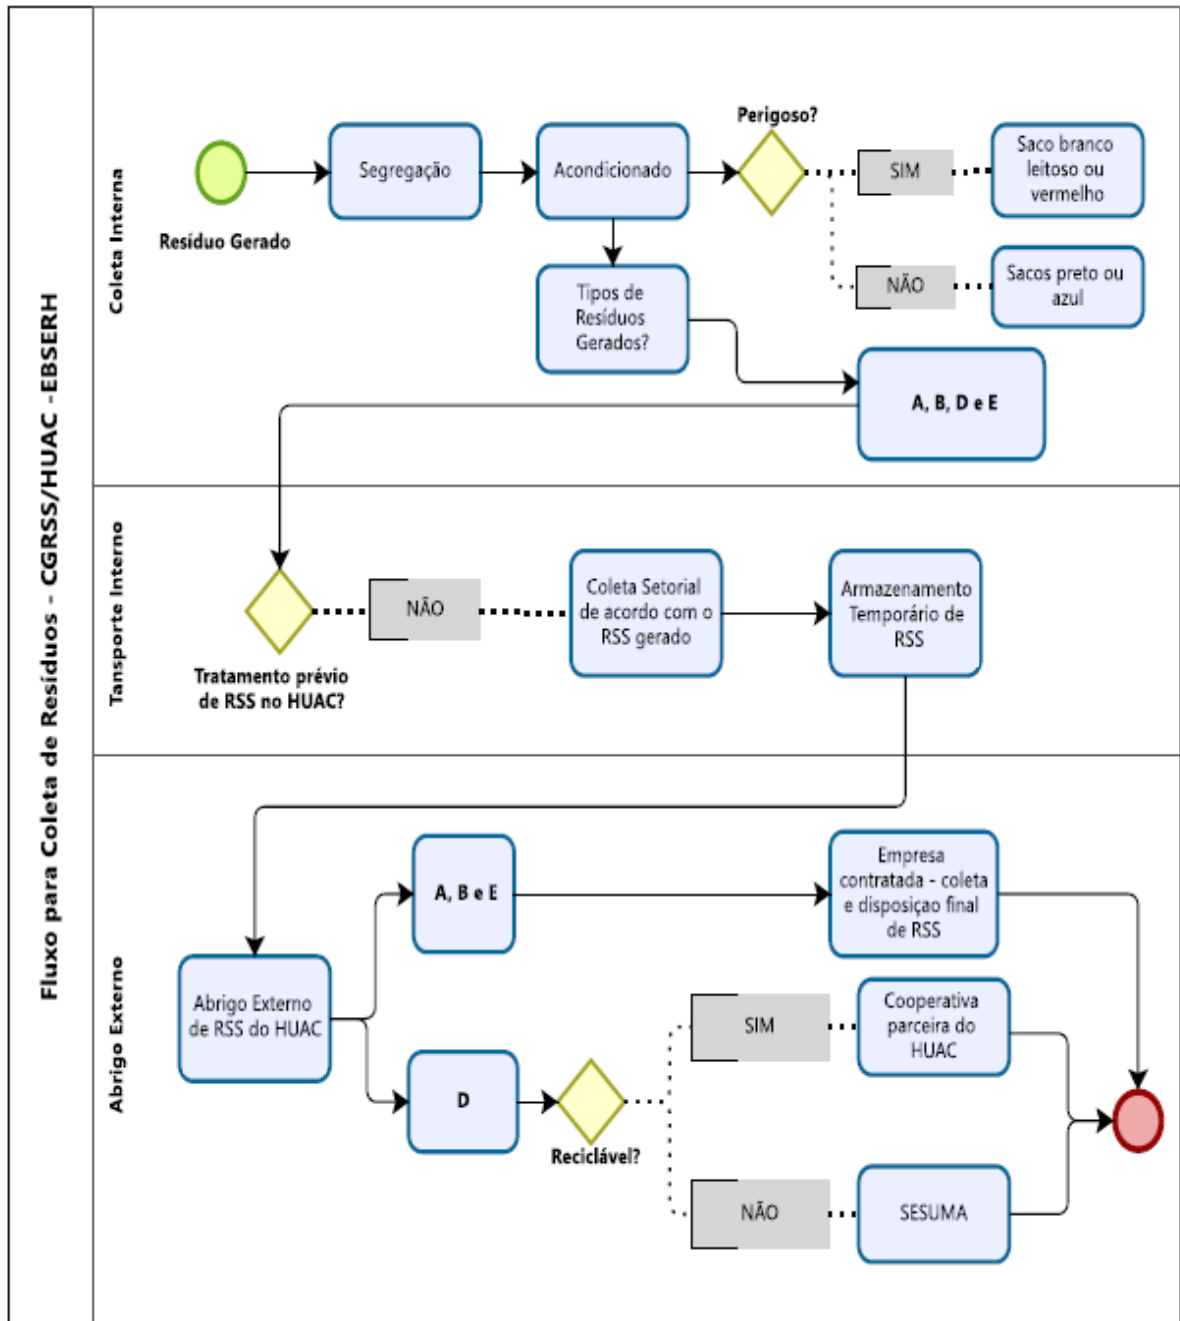 Fluxo para Coleta de Resíduos - CGRSS/HUAC -EBSERH
Coleta Interna
Resíduo Gerado
Segregação
Acondicionado
Perigoso?
SIM
Saco branco
leitoso ou
vermelho
NÃO
Sacos preto ou
azul
Tipos de
Resíduos
Gerados?
A, B, D e E
Tansporte Interno
Tratamento prévio
de RSS no HUAC?
NÃO
Coleta Setorial
de acordo com o
RSS gerado
Armazenamento
Temporário de
RSS
Abrigo Externo
Abrigo Externo
de RSS do HUAC
A, B e E
Empresa
contratada - coleta
e disposiçao final
de RSS
D
Reciclável?
SIM
Cooperativa
parceira do
HUAC
NÃO
SESUMA